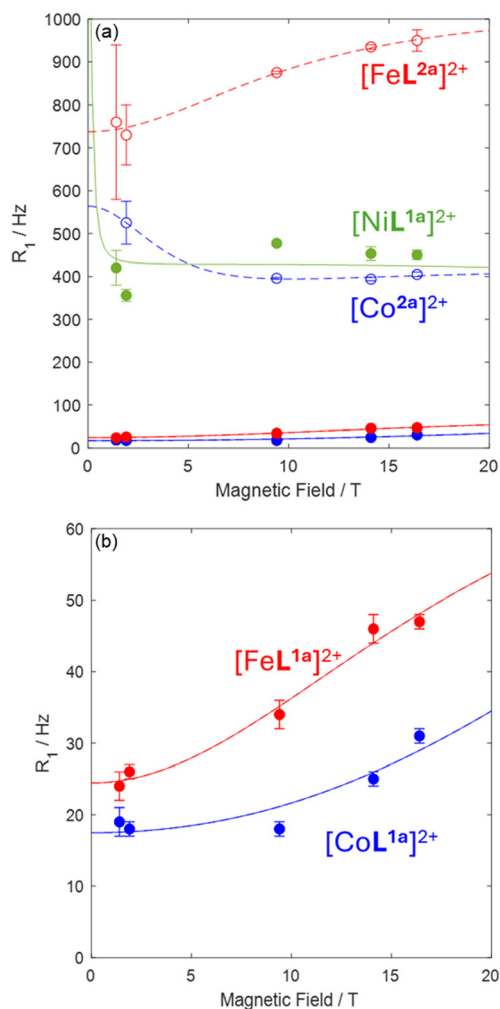 (a)
1000
[FeL2a]2+
900
800
700
600
[NiL1a]2+
500
R1 / Hz
400
[Co2a]2+
300
200
100
0
0 5 10 15 20
Magnetic Field / T
(b)
60
50
[FeL1a]2+
40
30
R1 / Hz
20
[CoL1a]2+
10
0
0 5 10 15 20
Magnetic Field / T